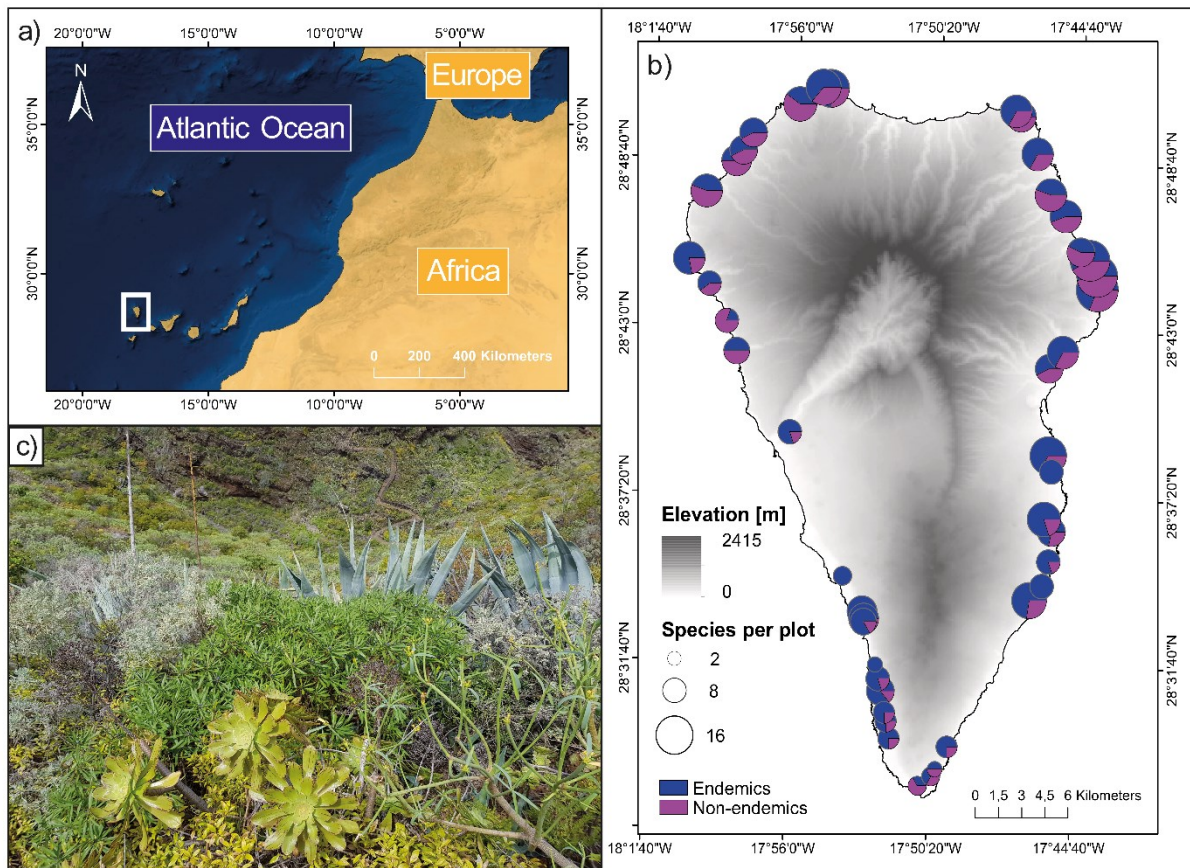 a)
20°0'0"W 15°0'0"W 10°0'0"W 5°0'0"W
N
Europe
Atlantic Ocean
Africa
35°0'0"N
30°0'0"N
35°0'0"N
30°0'0"N
0 200 400 Kilometers
20°0'0"W 15°0'0"W 10°0'0"W 5°0'0"W
c)
18°1'40"W 17°56'0"W 17°50'20"W 17°44'40"W
b)
28°48'40"N
28°43'0"N
28°37'20"N
28°31'40"N
28°48'40"N
28°43'0"N
28°37'20"N
28°31'40"N
Elevation [m]
2415
0
Species per plot
2
8
16
Endemics
Non-endemics
0 1,5 3 4,5 6 Kilometers
18°1'40"W 17°56'0"W 17°50'20"W 17°44'40"W